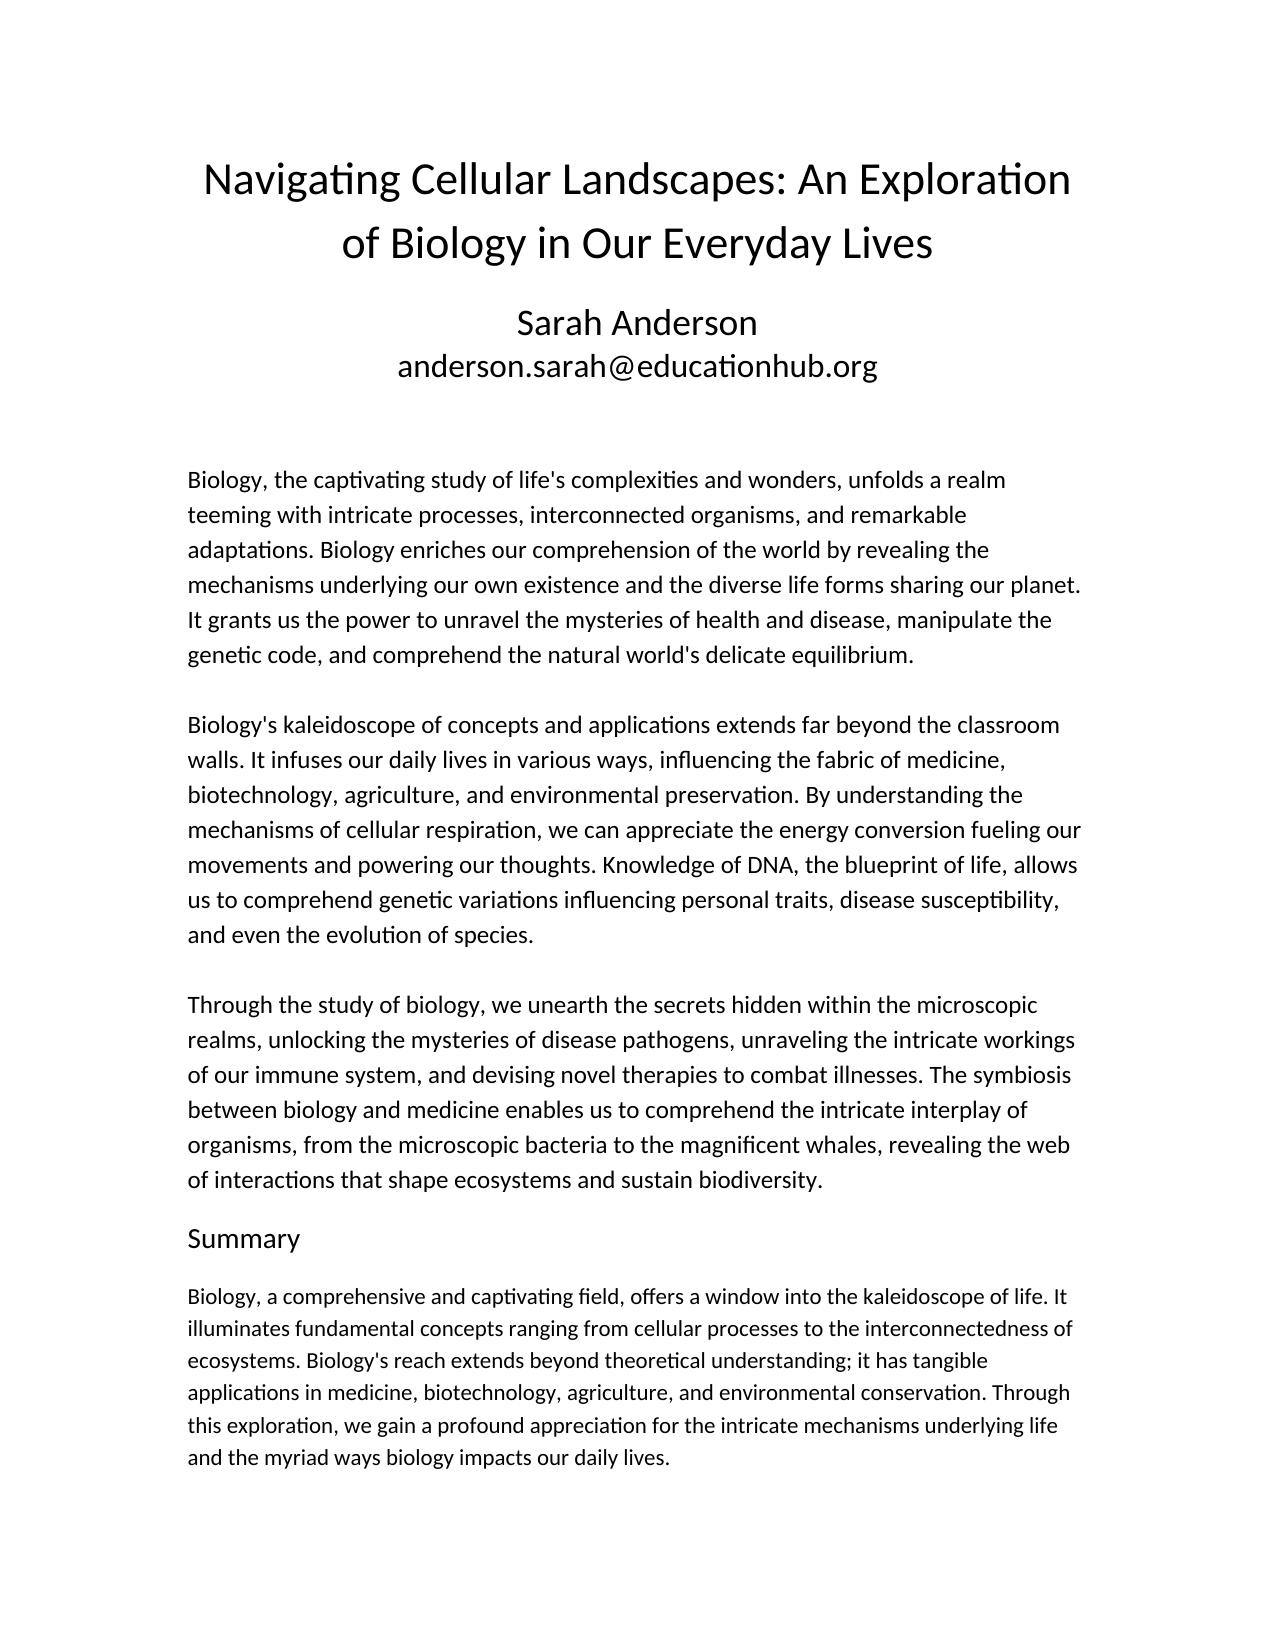 Navigating Cellular Landscapes: An Exploration
of Biology in Our Everyday Lives
Sarah Anderson
anderson.sarah@educationhub.org
Biology, the captivating study of life's complexities and wonders, unfolds a realm
teeming with intricate processes, interconnected organisms, and remarkable
adaptations. Biology enriches our comprehension of the world by revealing the
mechanisms underlying our own existence and the diverse life forms sharing our planet.
It grants us the power to unravel the mysteries of health and disease, manipulate the
genetic code, and comprehend the natural world's delicate equilibrium.
Biology's kaleidoscope of concepts and applications extends far beyond the classroom
walls. It infuses our daily lives in various ways, influencing the fabric of medicine,
biotechnology, agriculture, and environmental preservation. By understanding the
mechanisms of cellular respiration, we can appreciate the energy conversion fueling our
movements and powering our thoughts. Knowledge of DNA, the blueprint of life, allows
us to comprehend genetic variations influencing personal traits, disease susceptibility,
and even the evolution of species.
Through the study of biology, we unearth the secrets hidden within the microscopic
realms, unlocking the mysteries of disease pathogens, unraveling the intricate workings
of our immune system, and devising novel therapies to combat illnesses. The symbiosis
between biology and medicine enables us to comprehend the intricate interplay of
organisms, from the microscopic bacteria to the magnificent whales, revealing the web
of interactions that shape ecosystems and sustain biodiversity.
Summary
Biology, a comprehensive and captivating field, offers a window into the kaleidoscope of life. It
illuminates fundamental concepts ranging from cellular processes to the interconnectedness of
ecosystems. Biology's reach extends beyond theoretical understanding; it has tangible
applications in medicine, biotechnology, agriculture, and environmental conservation. Through
this exploration, we gain a profound appreciation for the intricate mechanisms underlying life
and the myriad ways biology impacts our daily lives.